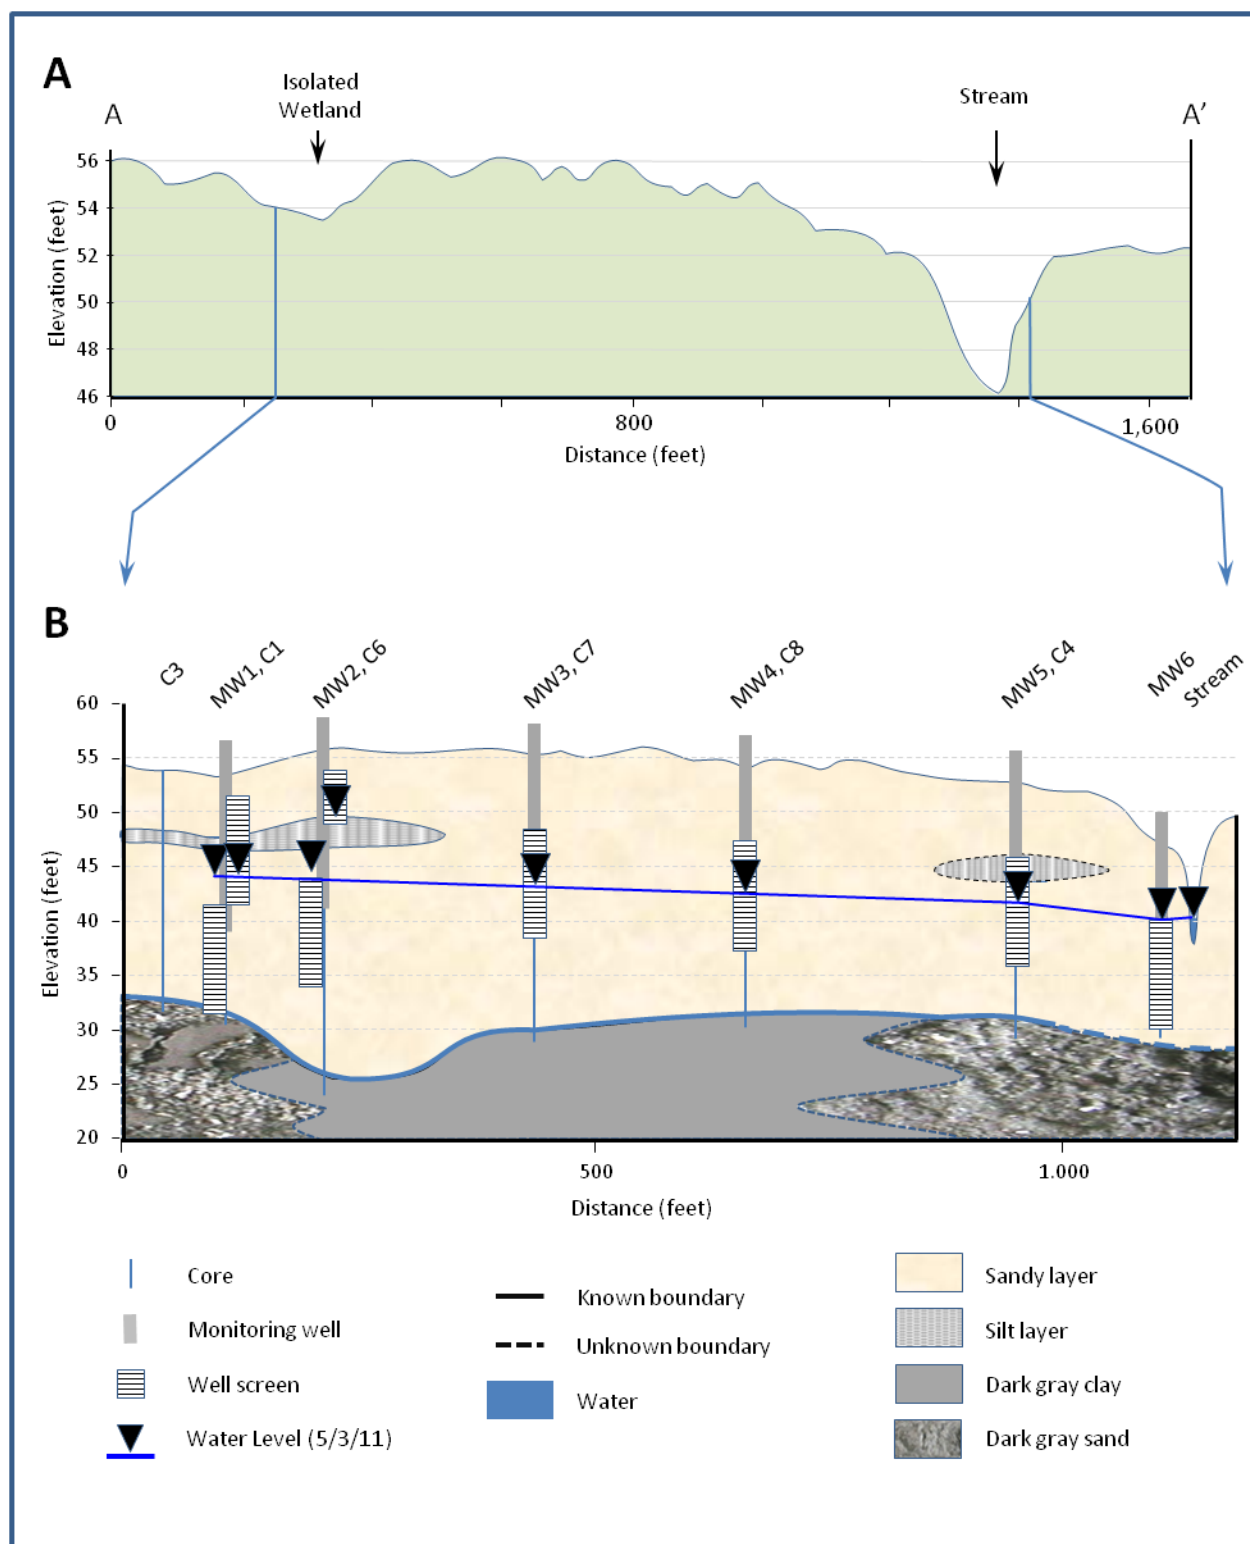 A
Isolated
Wetland
Stream
A
A’
56
54
52
50
48
46
Elevation (feet)
0
800
1,600
Distance (feet)
B
C3
MW1, C1
MW2, C6
MW3, C7
MW4, C8
MW5, C4
MW6
Stream
60
55
50
45
40
35
30
25
20
Elevation (feet)
0
500
1.000
Distance (feet)
Core
Monitoring well
Well screen
Water Level (5/3/11)
Known boundary
Unknown boundary
Water
Sandy layer
Silt layer
Dark gray clay
Dark gray sand